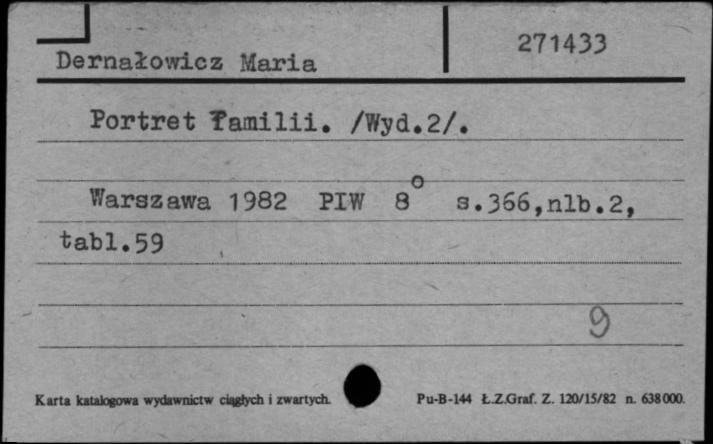 271433
Dernałowicz Maria
Portret Familii. /Wyd.2/.
Warszawa 1982 PIW 8° s.366,nlb.2,
tabl.59
9
Karta katalogowa wydawnictw ciągłych i zwartych. Pu-B-144 Ł.Z.Graf. Z. 120/15/82 n. 638000.